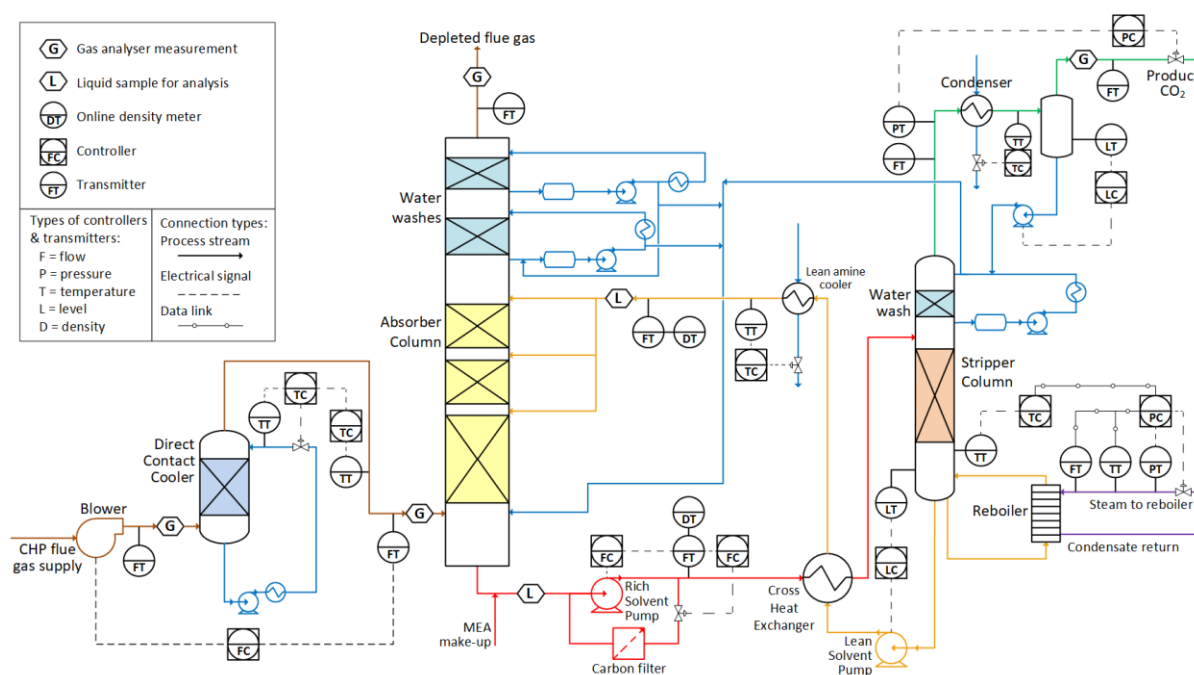 G
Gas analyser measurement
L
Liquid sample for analysis
DT
Online density meter
FC
Controller
FT
Transmitter
Types of controllers
& transmitters:
F = flow
P = pressure
T = temperature
L = level
D = density
Connection types:
Process stream
Electrical signal
Data link
Depleted flue gas
G
FT
Water
washes
Absorber
Column
L
FT
DT
TT
TC
Lean amine
cooler
PC
G
FT
Produc
CO2
Condenser
PT
FT
TT
TC
LT
LC
Water
wash
Stripper
Column
TC
PC
TT
FT
TT
PT
Steam to reboiler
Reboiler
Condensate return
LT
LC
TC
TT
TC
TT
Direct
Contact
Cooler
Blower
G
FT
CHP flue
gas supply
G
FT
FC
DT
FC
FT
FC
L
MEA
make-up
Rich
Solvent
Pump
Carbon filter
Cross
Heat
Exchanger
Lean
Solvent
Pump